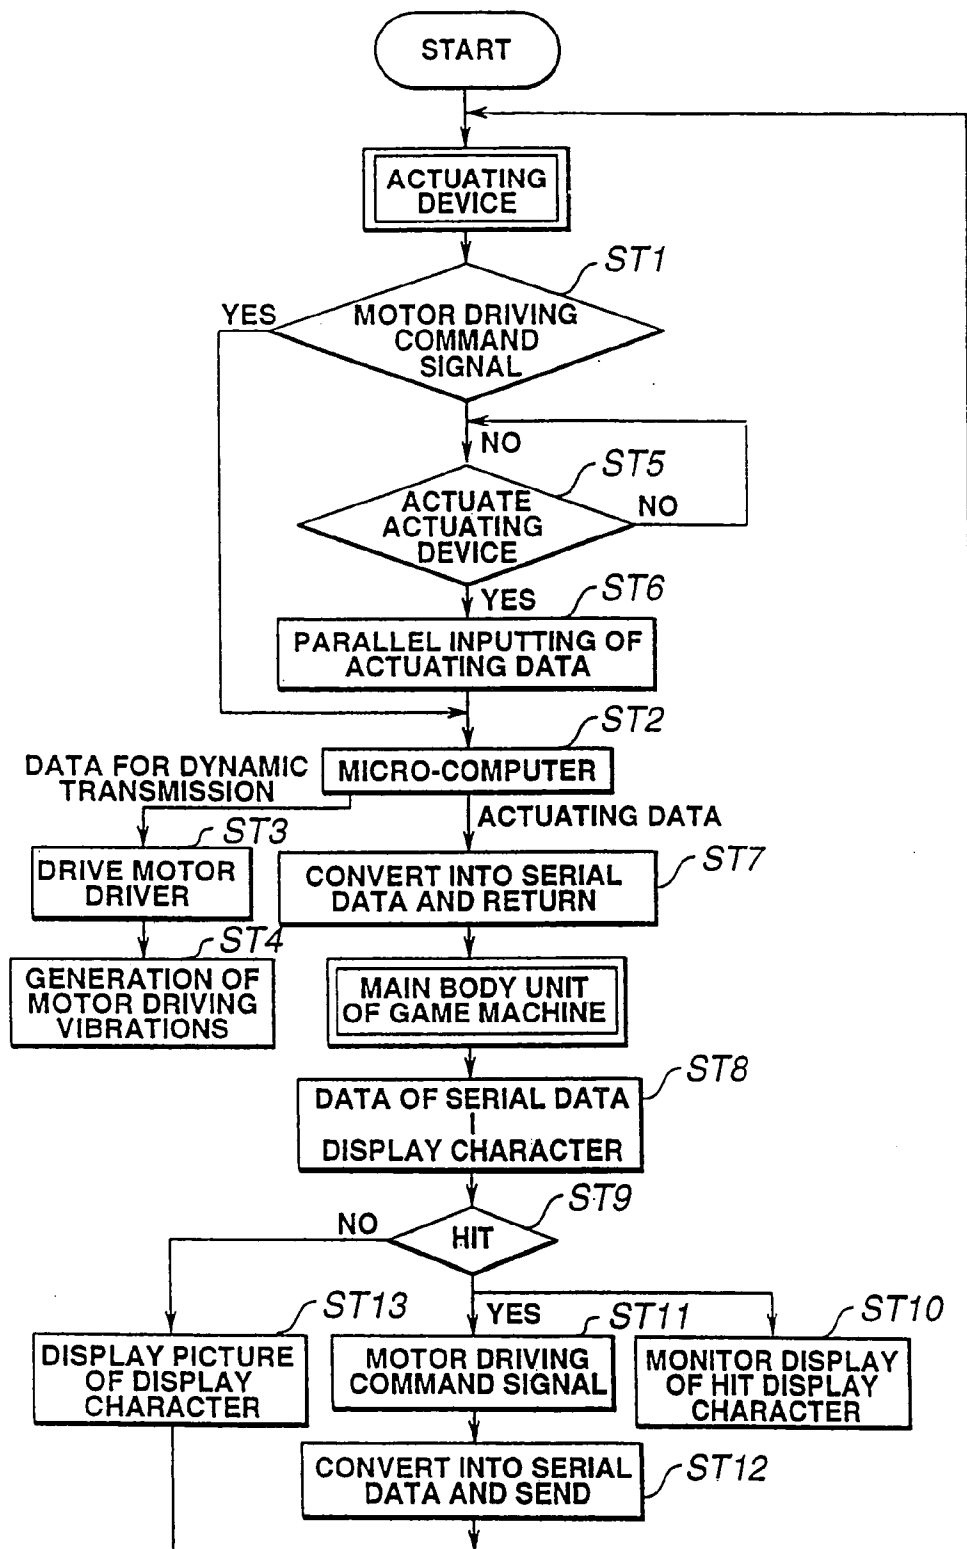 START
ACTUATING
DEVICE
ST1
YES
MOTOR DRIVING
COMMAND
SIGNAL
NO
ST5
ACTUATE
ACTUATING
DEVICE
NO
YES
ST6
PARALLEL INPUTTING OF
ACTUATING DATA
ST2
MICRO-COMPUTER
DATA FOR DYNAMIC
TRANSMISSION
ACTUATING DATA
ST3
DRIVE MOTOR
DRIVER
ST7
CONVERT INTO SERIAL
DATA AND RETURN
ST4
GENERATION OF
MOTOR DRIVING
VIBRATIONS
MAIN BODY UNIT
OF GAME MACHINE
ST8
DATA OF SERIAL DATA
DISPLAY CHARACTER
ST9
HIT
NO
YES
ST13
DISPLAY PICTURE
OF DISPLAY
CHARACTER
ST11
MOTOR DRIVING
COMMAND SIGNAL
ST10
MONITOR DISPLAY
OF HIT DISPLAY
CHARACTER
ST12
CONVERT INTO SERIAL
DATA AND SEND